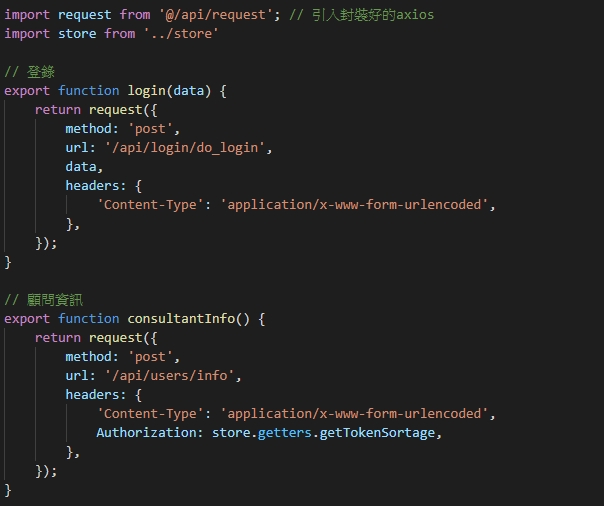 import request from '@/api/request'; // 引入封裝好的axios
import store from '../store'
// 登錄
export function login(data) {
return request({
method: 'post',
url: '/api/login/do_login',
data,
headers: {
'Content-Type': 'application/x-www-form-urlencoded',
},
});
}
// 顧問資訊
export function consultantInfo() {
return request({
method: 'post',
url: '/api/users/info',
headers: {
'Content-Type': 'application/x-www-form-urlencoded',
Authorization: store.getters.getTokenSortage,
},
});
}